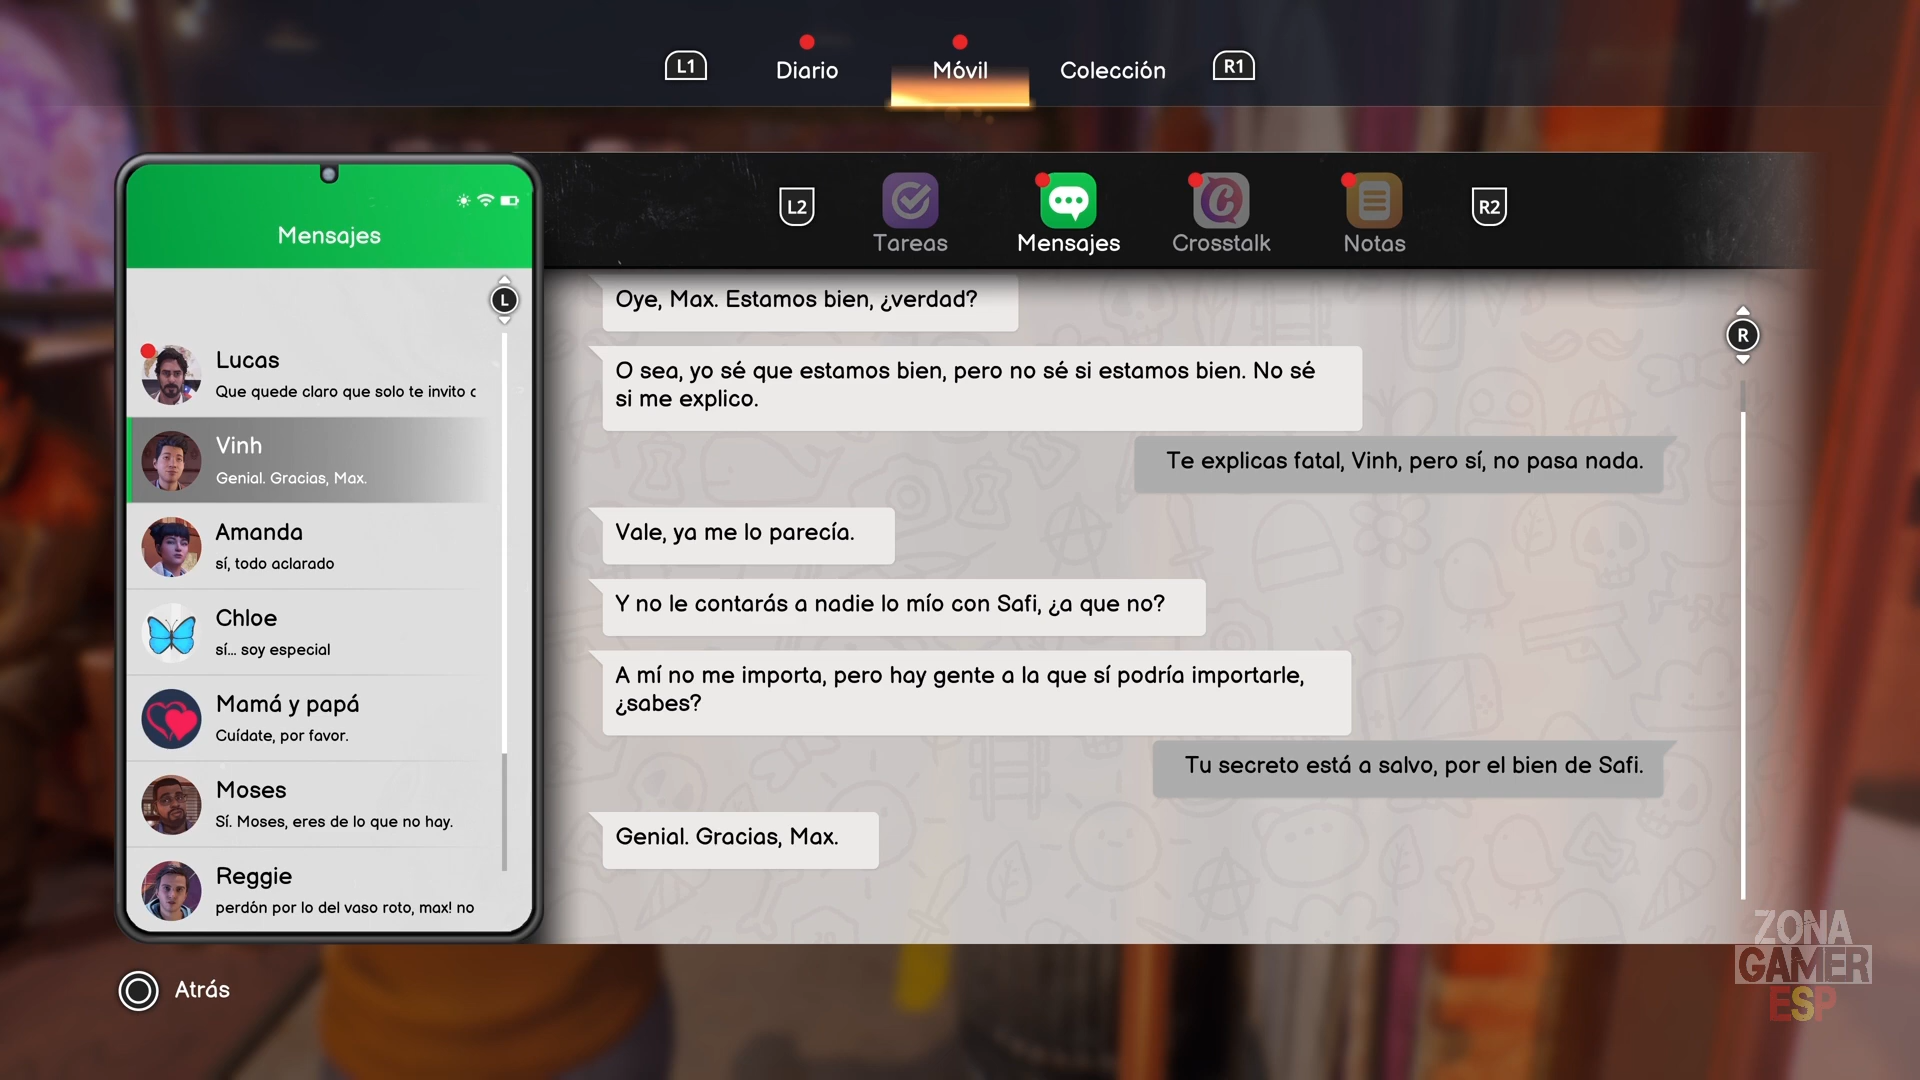 L1
Diario
Móvil
Colección
R1
Mensajes
L
Lucas
Que quede claro que solo te invito
Vinh
Genial. Gracias, Max.
Amanda
sí, todo aclarado
Chloe
sí... soy especial
Mamá y papá
Cuídate, por favor.
Moses
Sí. Moses, eres de lo que no hay.
Reggie
perdón por lo del vaso roto, max! no
L2
Tareas
Mensajes
Crosstalk
Notas
R2
Oye, Max. Estamos bien, ¿verdad?
O sea, yo sé que estamos bien, pero no sé si estamos bien. No sé
si me explico.
Te explicas fatal, Vinh, pero sí, no pasa nada.
Vale, ya me lo parecía.
Y no le contarás a nadie lo mío con Safi, ¿a que no?
A mí no me importa, pero hay gente a la que sí podría importarle,
¿sabes?
Tu secreto está a salvo, por el bien de Safi.
Genial. Gracias, Max.
R
Atrás
ZONA
GAMER
ESP